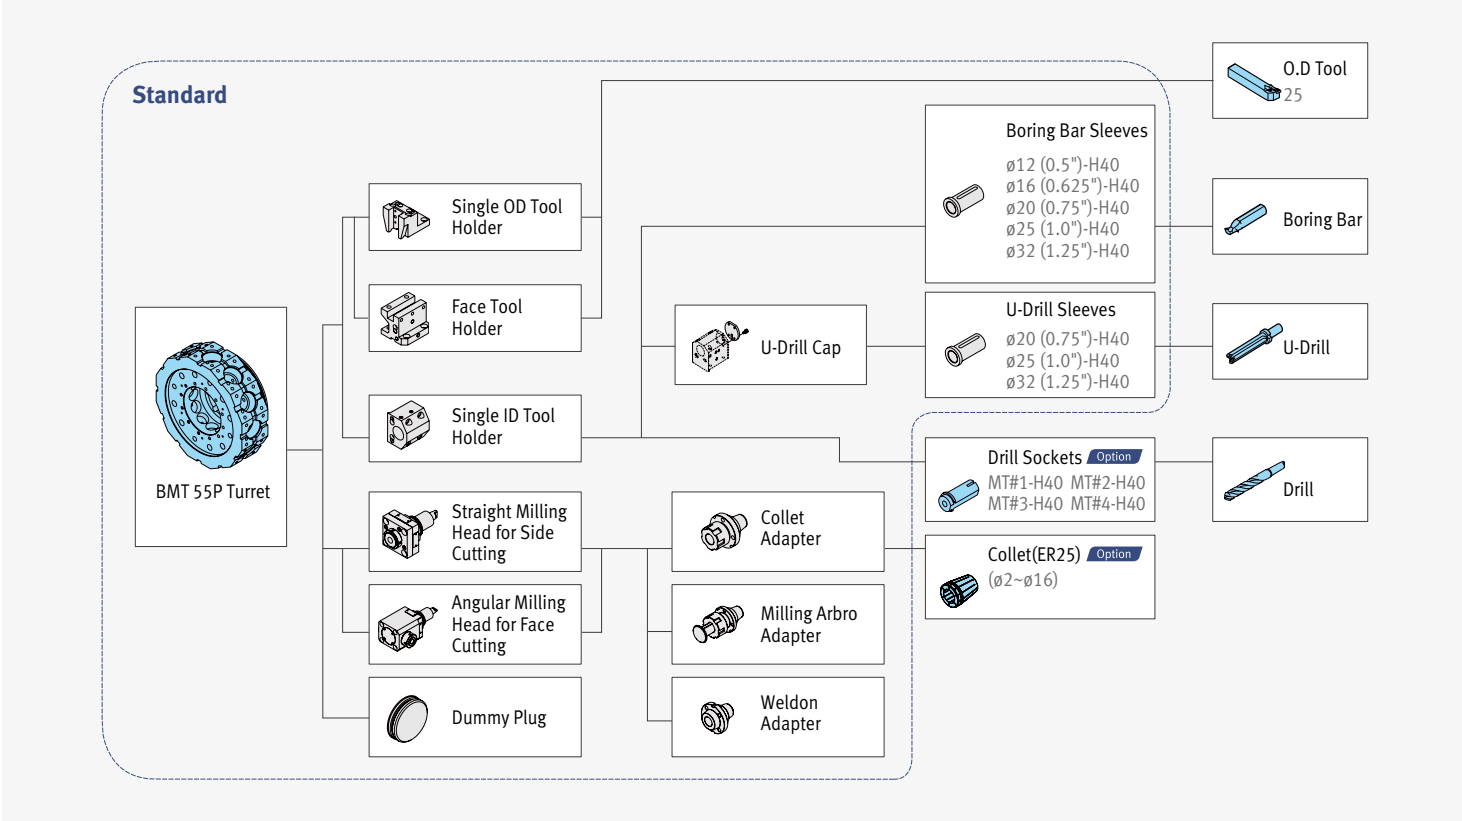 Standard
BMT 55P Turret
Single OD Tool
Holder
Face Tool
Holder
Single ID Tool
Holder
Straight Milling
Head for Side
Cutting
Angular Milling
Head for Face
Cutting
Dummy Plug
U-Drill Cap
Collet
Adapter
Milling Arbro
Adapter
Weldon
Adapter
Boring Bar Sleeves
ø12 (0.5")-H40
ø16 (0.625")-H40
ø20 (0.75")-H40
ø25 (1.0")-H40
ø32 (1.25")-H40
U-Drill Sleeves
ø20 (0.75")-H40
ø25 (1.0")-H40
ø32 (1.25")-H40
Drill Sockets Option
MT#1-H40 MT#2-H40
MT#3-H40 MT#4-H40
Collet(ER25) Option
(ø2~ø16)
O.D Tool
25
Boring Bar
U-Drill
Drill